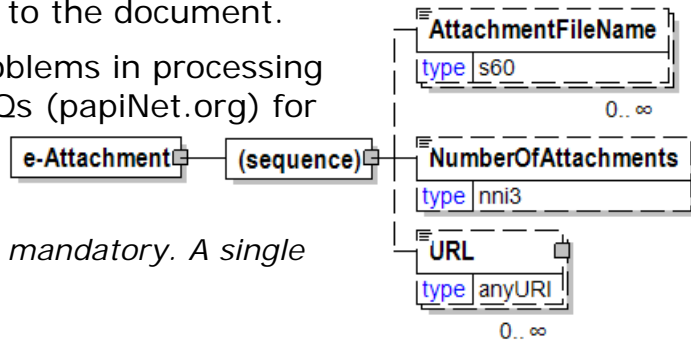 to the document.
oblems in processing
Qs (papiNet.org) for
mandatory. A single
e-Attachment
(sequence)
AttachmentFileName
type s60
0.. ∞
NumberOfAttachments
type nni3
URL
type anyURI
0.. ∞